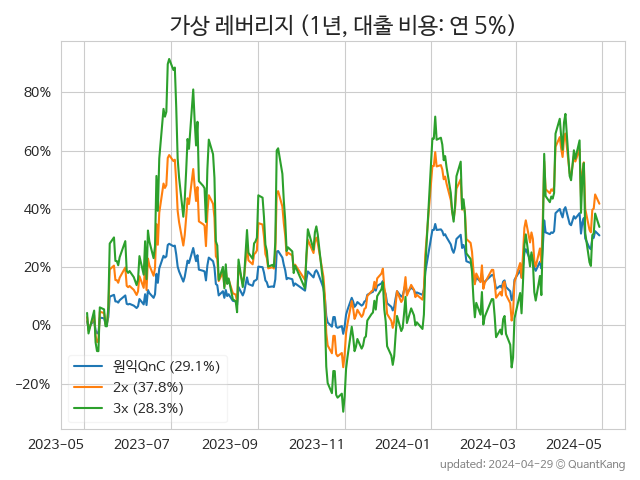 가상 레버리지 (1년, 대출 비용: 연 5%)
80%
60%
40%
20%
0%
−20%
원익QnC (29.1%)
2x (37.8%)
3x (28.3%)
2023-05 2023-07 2023-09 2023-11 2024-01 2024-03 2024-05
updated: 2024-04-29 © QuantKang